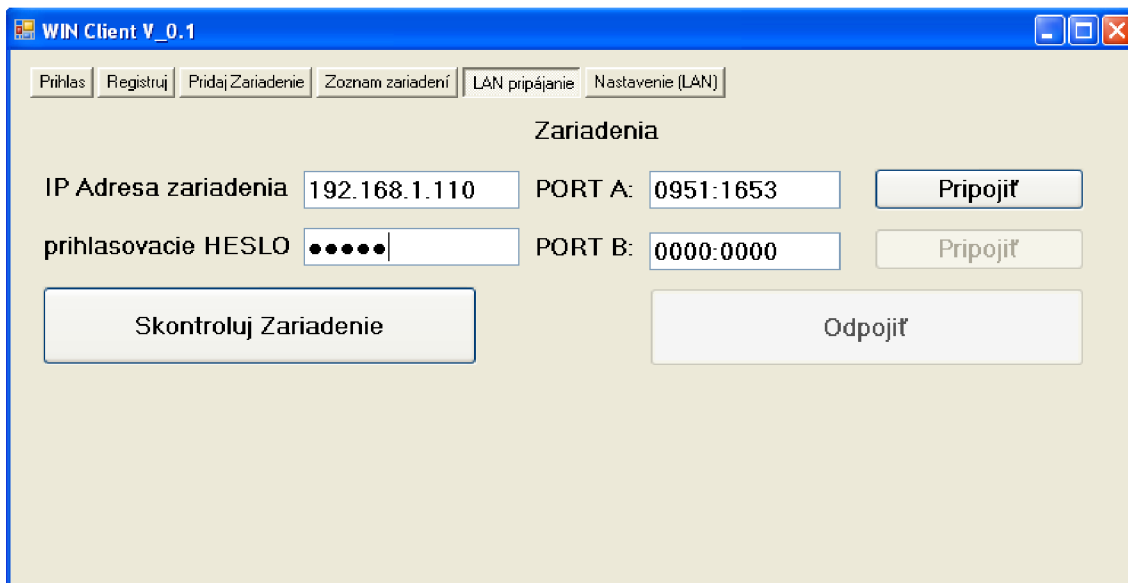 WIN Client V_0.1
Prihlas Registruj Pridaj Zariadenie Zoznam zariadení LAN pripájanie Nastavenie (LAN)
Zariadenia
IP Adresa zariadenia 192.168.1.110 PORT A: 0951:1653 Pripojiť
prihlasovacie HESLO ●●●●● PORT B: 0000:0000 Pripojiť
Skontroluj Zariadenie Odpojiť